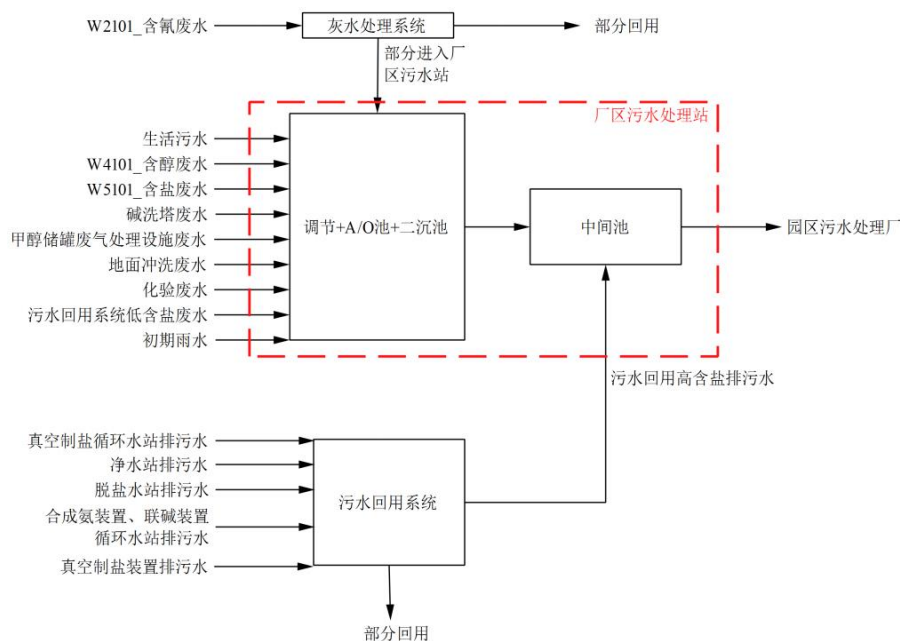 W2101_含氰废水
灰水处理系统
部分回用
部分进入厂
区污水站
厂区污水处理站
生活污水
W4101_含醇废水
W5101_含盐废水
碱洗塔废水
甲醇储罐废气处理设施废水
地面冲洗废水
化验废水
污水回用系统低含盐废水
初期雨水
调节+A/O池+二沉池
中间池
园区污水处理厂
污水回用高含盐排污水
真空制盐循环水站排污水
净水站排污水
脱盐水站排污水
合成氨装置、联碱装置
循环水站排污水
真空制盐装置排污水
污水回用系统
部分回用